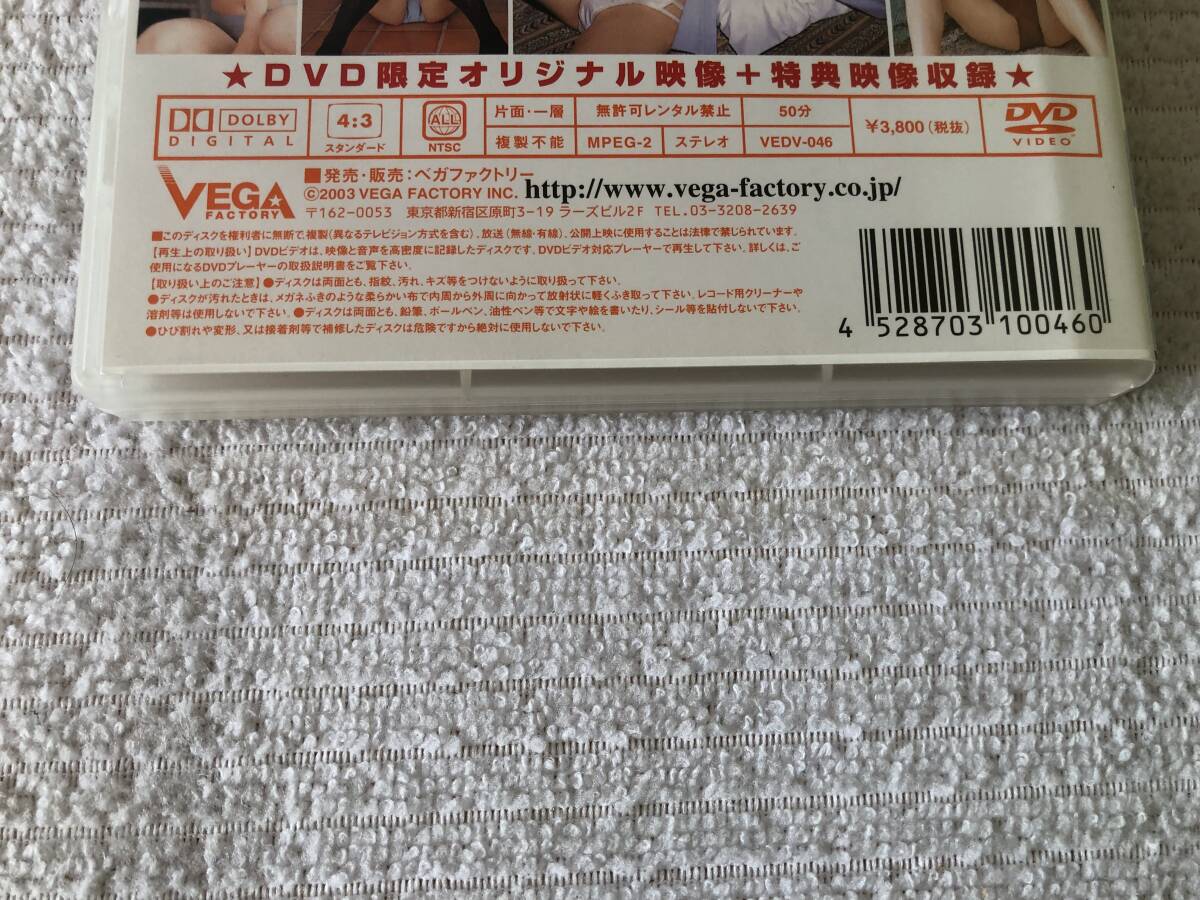 ★DVD限定オリジナル映像+特典映像収録★
DOLBY
DIGITAL
4:3
スタンダード
ALL
NTSC
片面・一層
無許可レンタル禁止
50分
複製不能
MPEG-2
ステレオ
VEDV-046
¥3,800(税抜)
DVD
VIDEO
VEGA
FACTORY
■発売・販売:ベガファクトリー
©2003 VEGA FACTORY INC. http://www.vega-factory.co.jp/
〒162-0053 東京都新宿区原町3-19 ラーズビル2F TEL.03-3208-2639
■このディスクを権利者に無断で、複製(異なるテレビジョン方式を含む)、放送(無線・有線)、公開上映に使用することは法律で禁じられています。
【再生上の取り扱い】DVDビデオは、映像と音声を高密度に記録したディスクです。DVDビデオ対応プレーヤーで再生して下さい。詳しくは、ご
使用になるDVDプレーヤーの取扱説明書をご覧下さい。
【取り扱い上のご注意】●ディスクは両面とも、指紋、汚れ、キズ等をつけないように取り扱って下さい。
●ディスクが汚れたときは、メガネふきのような柔らかい布で内周から外周に向かって放射状に軽くふき取って下さい。レコード用クリーナーや
溶剤等は使用しないで下さい。●ディスクは両面とも、鉛筆、ボールペン、油性ペン等で文字や絵を書いたり、シール等を貼付しないで下さい。
●ひび割れや変形、又は接着剤等で補修したディスクは危険ですから絶対に使用しないで下さい。
4 528703 100460